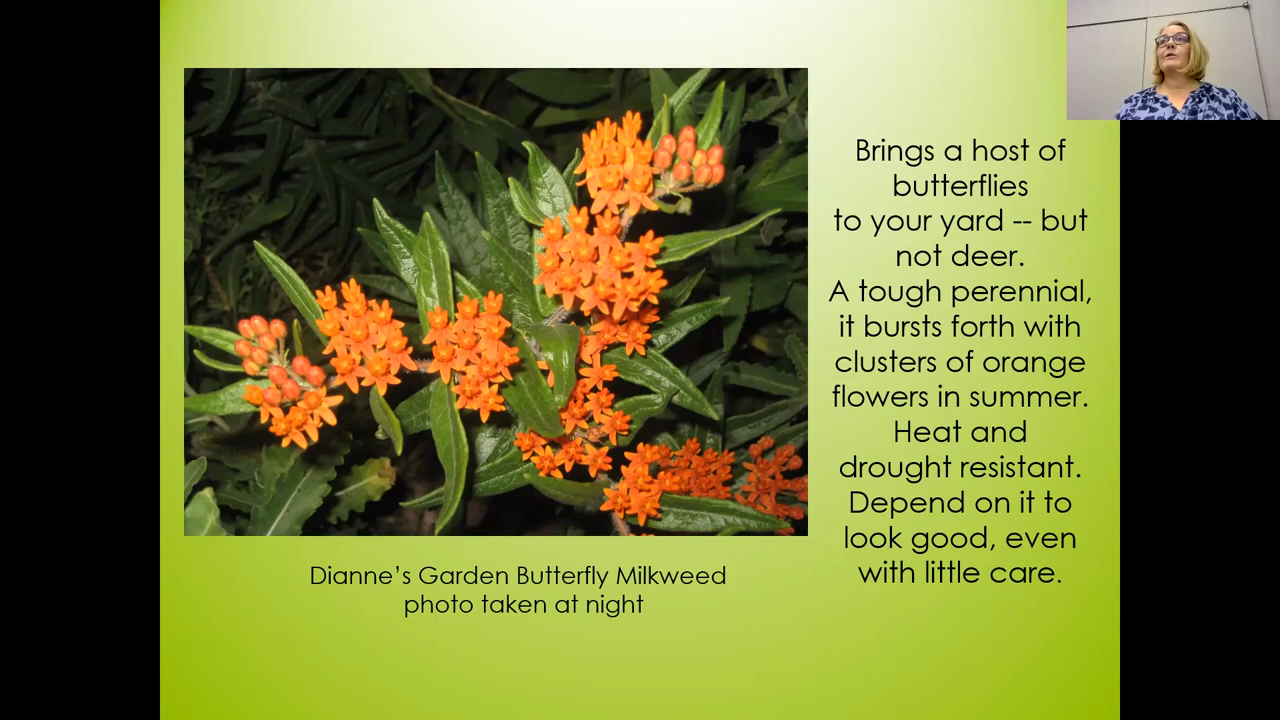 Brings a host of
butterflies
to your yard -- but
not deer.
A tough perennial,
it bursts forth with
clusters of orange
flowers in summer.
Heat and
drought resistant.
Depend on it to
look good, even
with little care.
Dianne’s Garden Butterfly Milkweed
photo taken at night